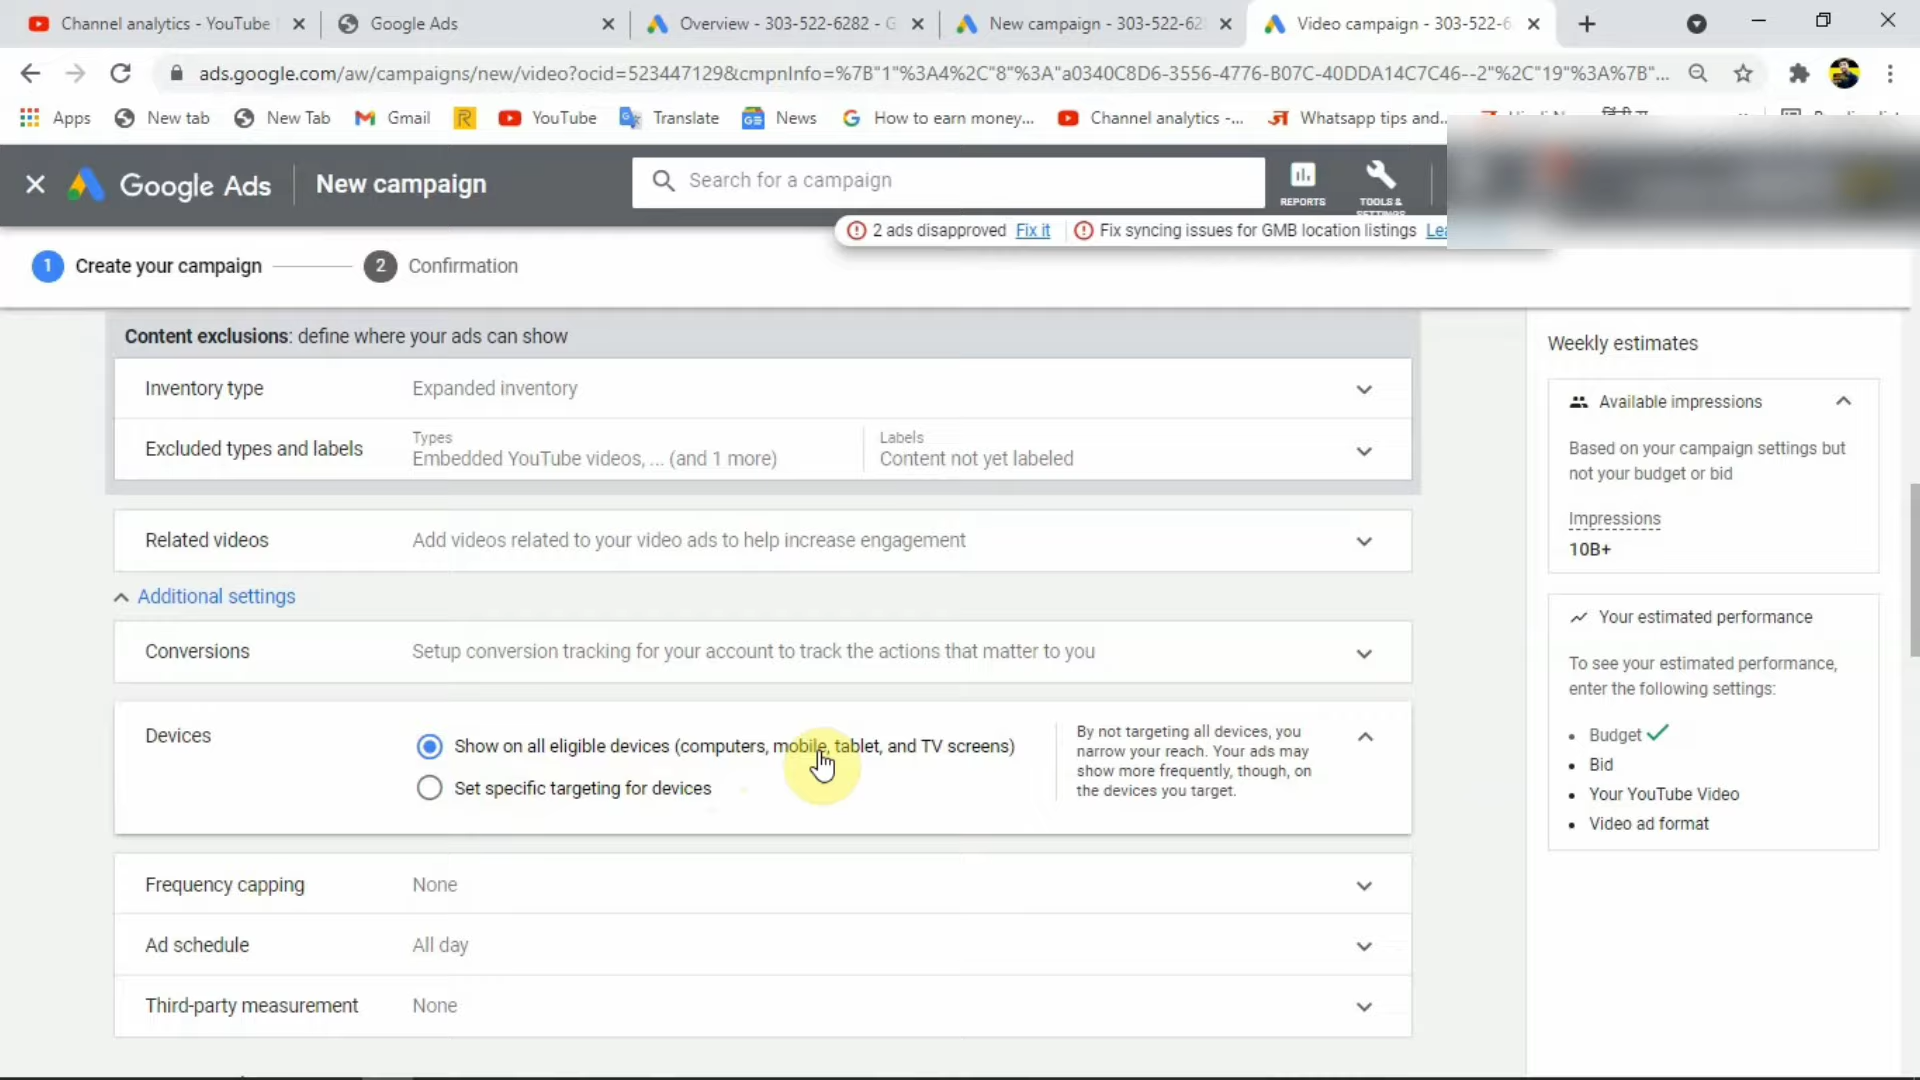 Channel analytics - YouTube
Google Ads
Overview - 303-522-6282 - G
New campaign - 303-522-62
Video campaign - 303-522-6
ads.google.com/aw/campaigns/new/video?ocid=523447129&cmpnInfo=%7B"1"%3A4%2C"8"%3A"a0340C8D6-3556-4776-B07C-40DDA14C7C46--2"%2C"19"%3A%7B"...
Apps
New tab
New Tab
Gmail
YouTube
Translate
News
How to earn money...
Channel analytics -...
Whatsapp tips and...
Google Ads
New campaign
Search for a campaign
REPORTS
TOOLS &
SETTINGS
2 ads disapproved Fix it
Fix syncing issues for GMB location listings
1 Create your campaign
2 Confirmation
Content exclusions: define where your ads can show
Inventory type
Expanded inventory
Excluded types and labels
Types
Embedded YouTube videos, ... (and 1 more)
Labels
Content not yet labeled
Related videos
Add videos related to your video ads to help increase engagement
Additional settings
Conversions
Setup conversion tracking for your account to track the actions that matter to you
Devices
Show on all eligible devices (computers, mobile, tablet, and TV screens)
Set specific targeting for devices
By not targeting all devices, you
narrow your reach. Your ads may
show more frequently, though, on
the devices you target.
Frequency capping
None
Ad schedule
All day
Third-party measurement
None
Weekly estimates
Available impressions
Based on your campaign settings but
not your budget or bid
Impressions
10B+
Your estimated performance
To see your estimated performance,
enter the following settings:
• Budget
• Bid
• Your YouTube Video
• Video ad format